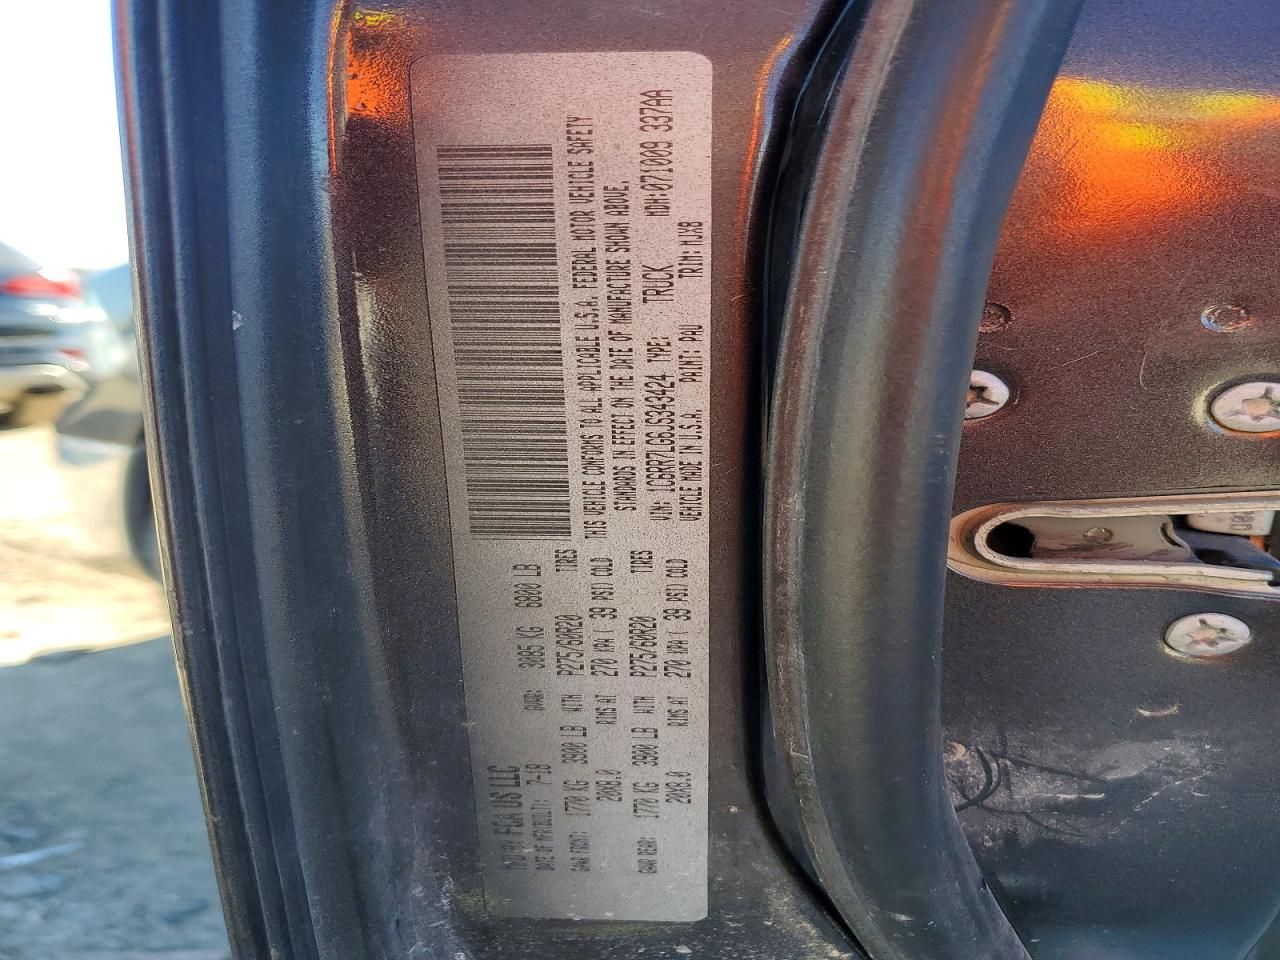 MFD BY FCA US LLC
DATE OF MFR/BUILT: 7-18 GVWR: 3085 KG 6800 LB
GAWR FRONT: 1770 KG 3900 LB WITH P275/60R20 TIRES
20X8.0 RIMS AT 270 KPA( 39 PSI) COLD
GAWR REAR: 1770 KG 3900 LB WITH P275/60R20 TIRES
20X8.0 RIMS AT 270 KPA( 39 PSI) COLD
THIS VEHICLE CONFORMS TO ALL APPLICABLE U.S.A. FEDERAL MOTOR VEHICLE SAFETY
STANDARDS IN EFFECT ON THE DATE OF MANUFACTURE SHOWN ABOVE.
VIN: 1C6RR7LG6JS343424 TYPE: TRUCK MDH:071009 337AA
VEHICLE MADE IN U.S.A. PAINT: PAU TRIM: MJX8